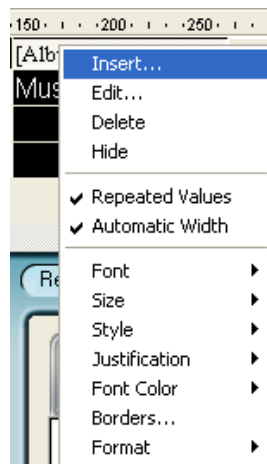 150 200 250
[Alb
Insert...
Mus
Edit...
Delete
Hide
Repeated Values
Automatic Width
Re
Font
Size
Style
Justification
Font Color
Borders...
Format